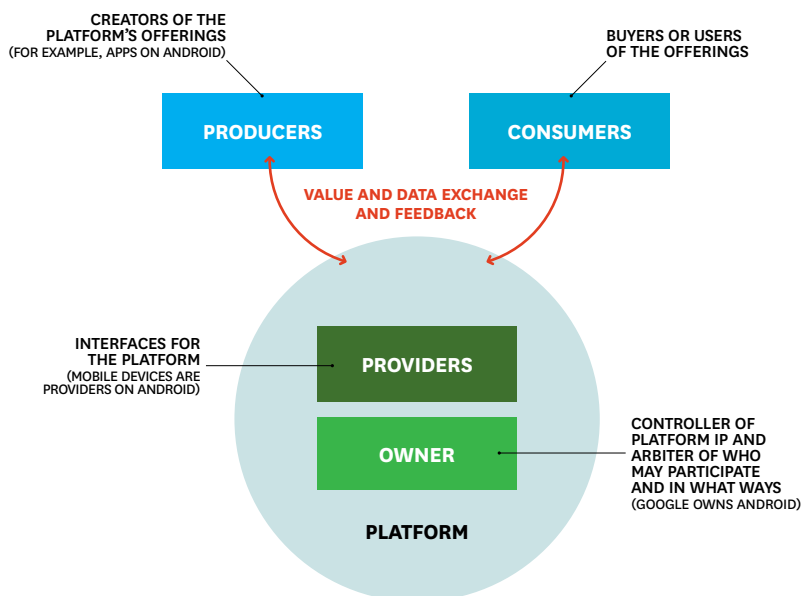 CREATORS OF THE
PLATFORM'S OFFERINGS
(FOR EXAMPLE, APPS ON ANDROID)
BUYERS OR USERS
OF THE OFFERINGS
PRODUCERS
CONSUMERS
VALUE AND DATA EXCHANGE
AND FEEDBACK
INTERFACES FOR
THE PLATFORM
(MOBILE DEVICES ARE
PROVIDERS ON ANDROID)
PROVIDERS
OWNER
CONTROLLER OF
PLATFORM IP AND
ARBITER OF WHO
MAY PARTICIPATE
AND IN WHAT WAYS
(GOOGLE OWNS ANDROID)
PLATFORM